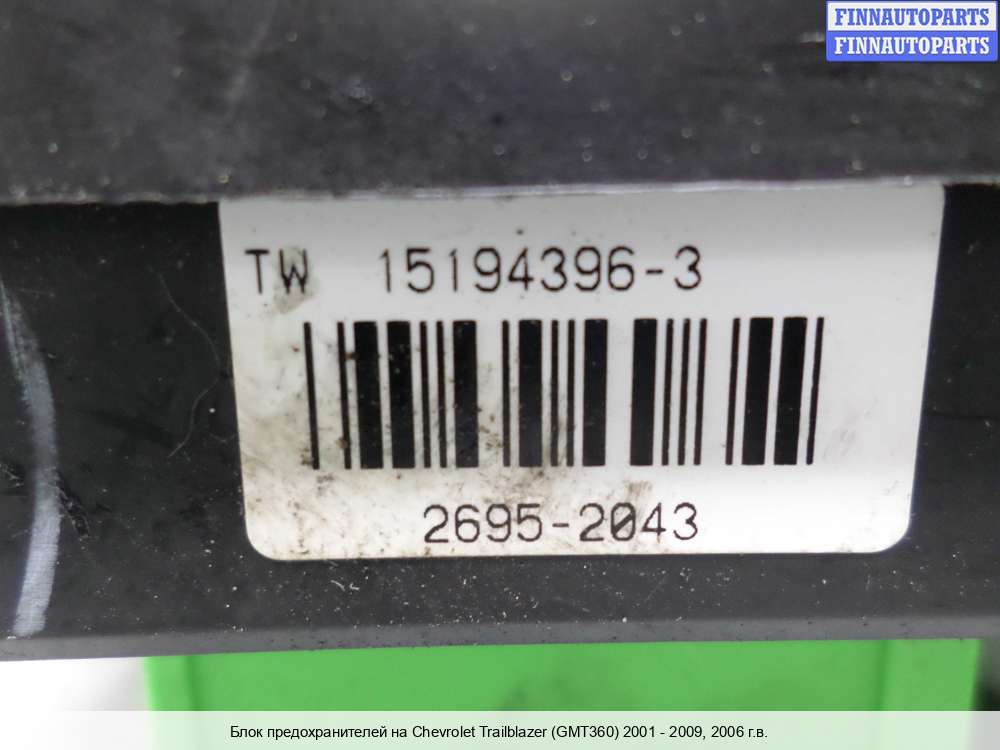 FINNAUTOPARTS
FINNAUTOPARTS
TW 15194396-3
2695-2043
Блок предохранителей на Chevrolet Trailblazer (GMT360) 2001 - 2009, 2006 г.в.